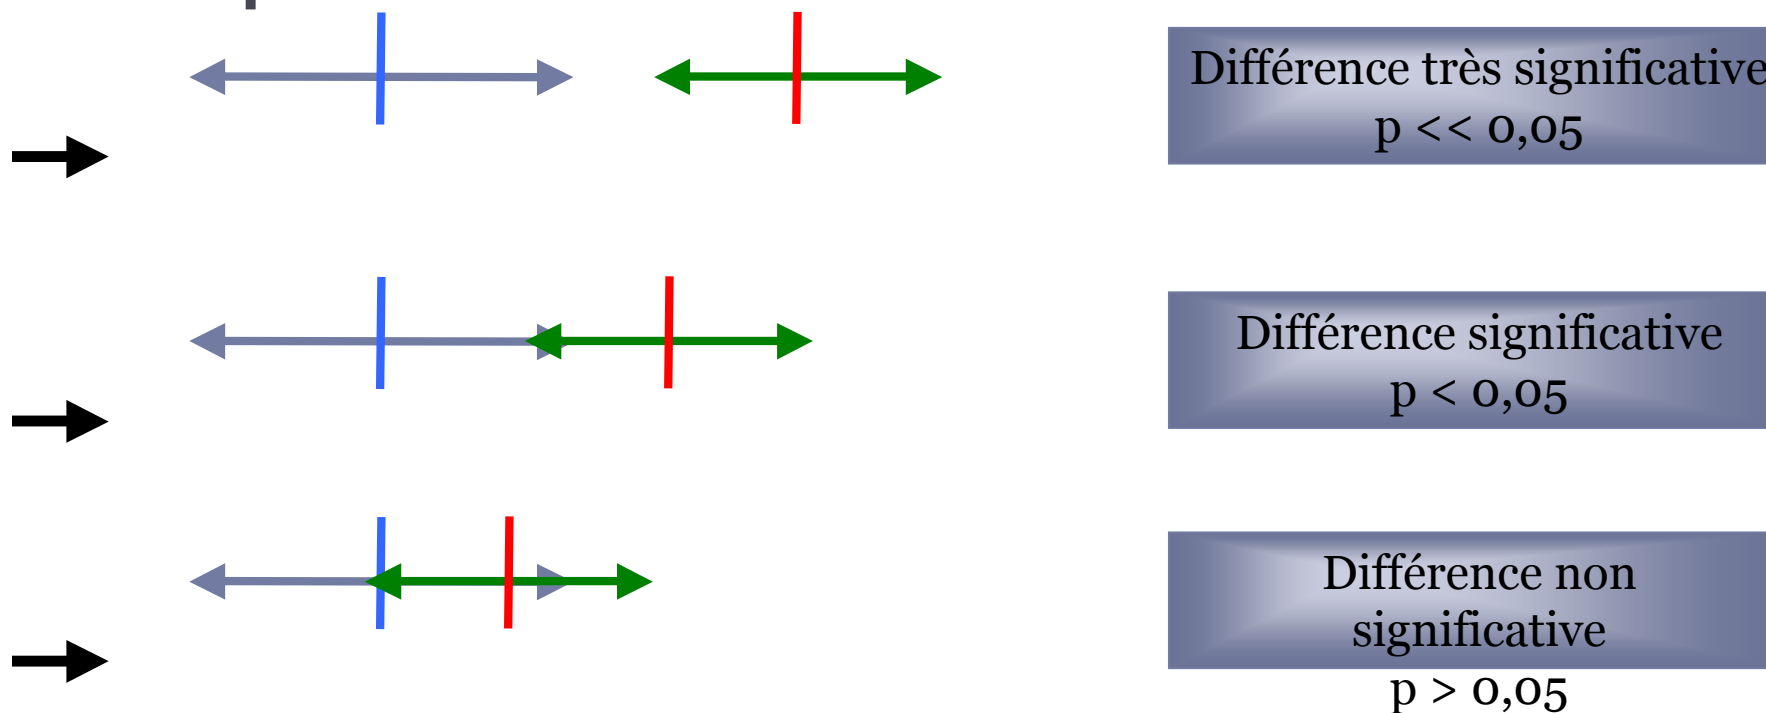 Différence très significative
p << 0,05
Différence significative
p < 0,05
Différence non
significative
p > 0,05